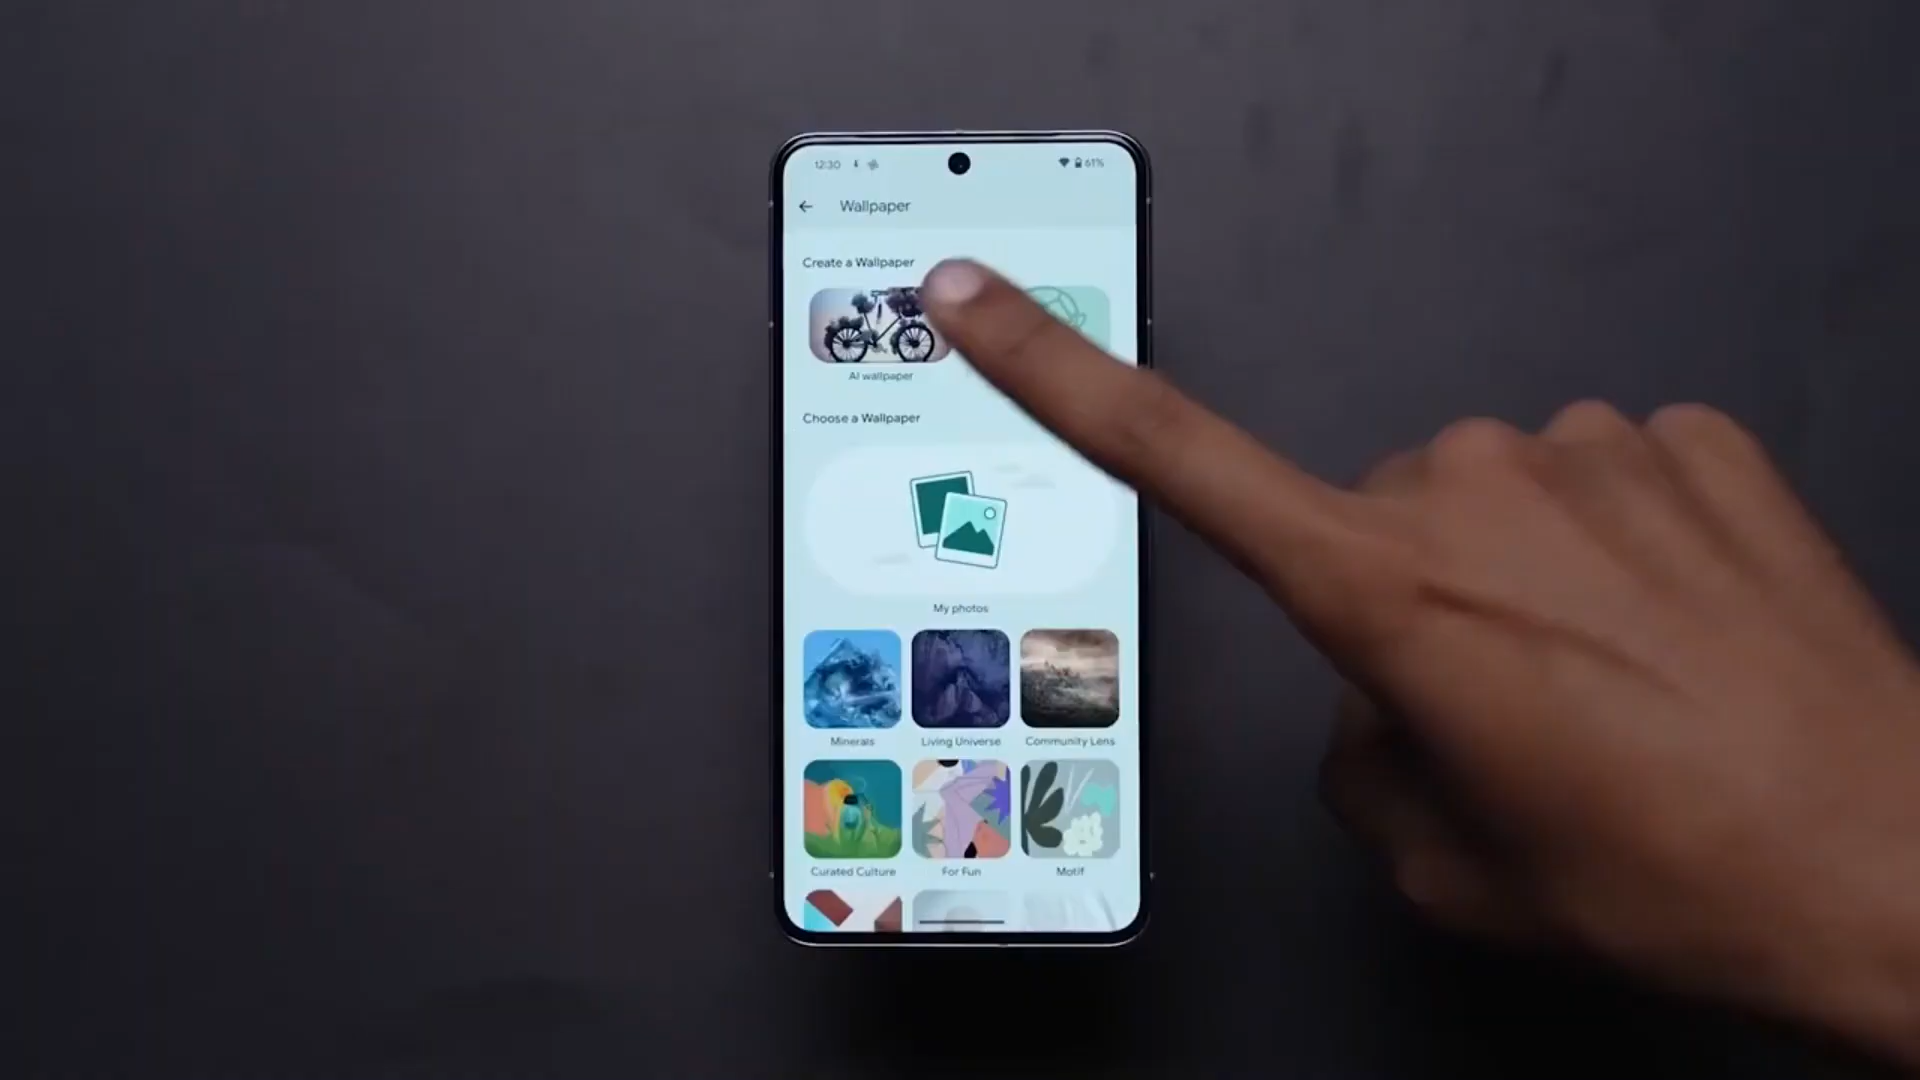 12:30 61%
Wallpaper
Create a Wallpaper
AI wallpaper
Choose a Wallpaper
My photos
Minerals Living Universe Community Lens
Curated Culture For Fun Motif